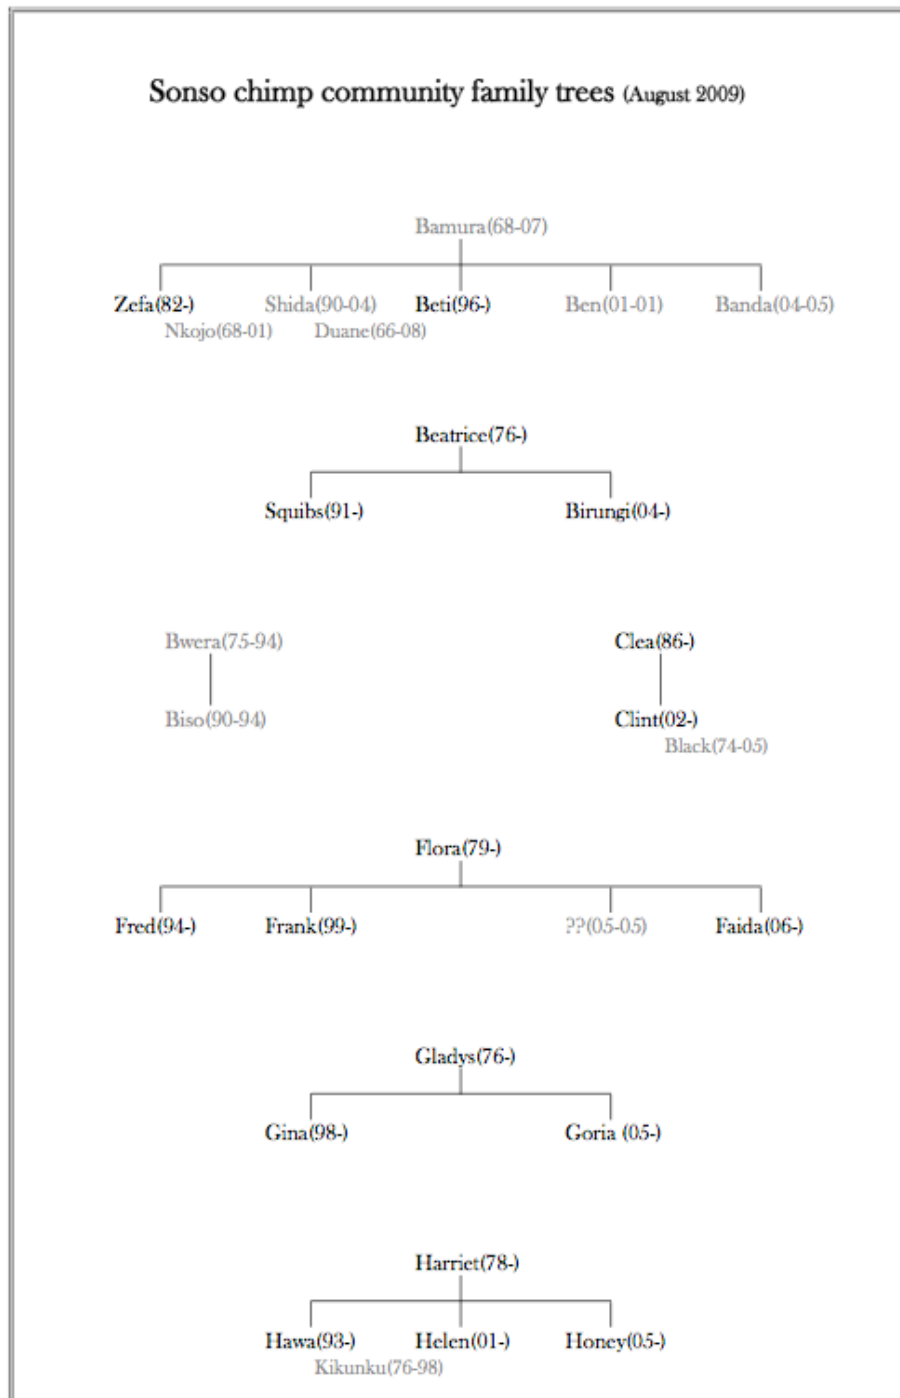 Sonso chimp community family trees (August 2009)
Bamura(68-07)
Zefa(82-) Shida(90-04) Beti(96-) Ben(01-01) Banda(04-05)
Nkojo(68-01) Duane(66-08)
Beatrice(76-)
Squibs(91-) Birungi(04-)
Bwera(75-94) Clea(86-)
Biso(90-94) Clint(02-)
Black(74-05)
Flora(79-)
Fred(94-) Frank(99-) ??(05-05) Faida(06-)
Gladys(76-)
Gina(98-) Goria (05-)
Harriet(78-)
Hawa(93-) Helen(01-) Honey(05-)
Kikunku(76-98)